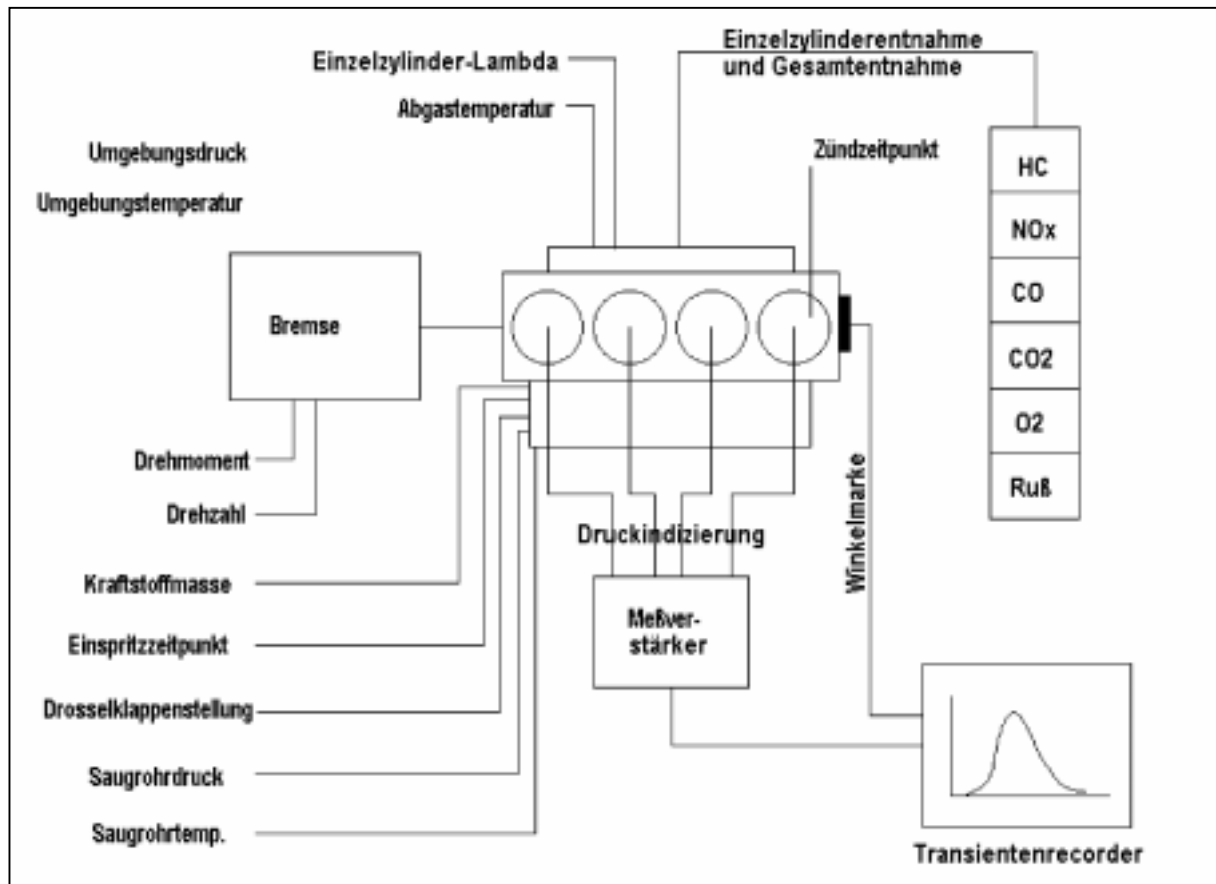 Einzelzylinder-Lambda
Einzelzylinderentnahme
und Gesamtentnahme
Abgastemperatur
Umgebungsdruck
Umgebungstemperatur
Zündzeitpunkt
HC
NOx
CO
CO2
O2
Ruß
Bremse
Drehmoment
Drehzahl
Kraftstoffmasse
Einspritzzeitpunkt
Drosselklappenstellung
Saugrohrdruck
Saugrohrtemp.
Druckindizierung
Meßver-
stärker
Winkelmarke
Transientenrecorder